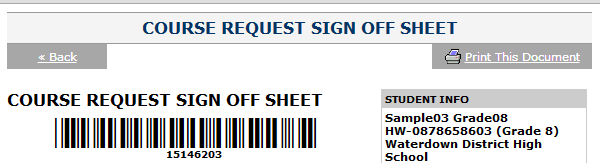 COURSE REQUEST SIGN OFF SHEET
« Back
Print This Document
COURSE REQUEST SIGN OFF SHEET
15146203
STUDENT INFO
Sample03 Grade08
HW-0878658603 (Grade 8)
Waterdown District High
School